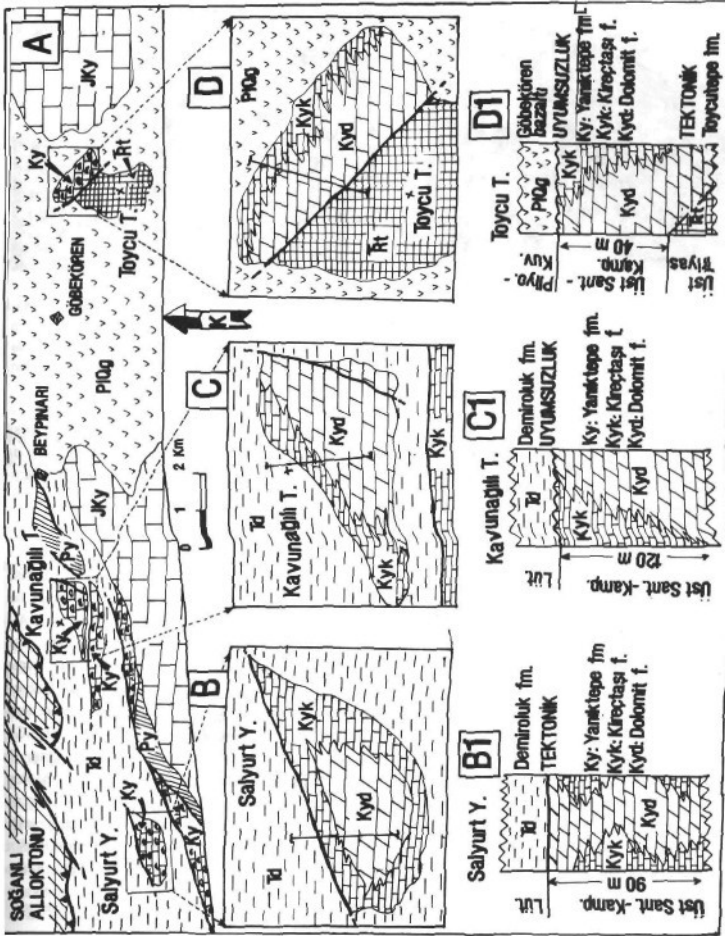 A
SOĞANLI
ALLOKTONU
Kavunağılı T.
BEYPINARI
GÖBEKÖREN
Ky
Rt
Toycu T.
JKy
PlQg
Td
Py
Ky
Ky
JKy
Salyurt Y.
Ky
Py
Ky
0 1 2 Km
K
B
Salyurt Y.
Td
Kyk
Kyd
C
Td
Kavunağılı T.
Kyd
Kyk
Kyk
D
PlQg
Kyk
Kyd
Rt
Toycu T.
B1
Salyurt Y.
Lüt.
Td
Demiroluk fm.
TEKTONİK
Üst Sant.-Kamp.
90 m
Kyk
Kyd
Ky: Yanıktepe fm
Kyk: Kireçtaşı f.
Kyd: Dolomit f.
C1
Kavunağılı T.
Lüt.
Td
Demiroluk fm.
UYUMSUZLUK
Üst Sant.-Kamp.
120 m
Kyk
Kyd
Ky: Yanıktepe fm.
Kyk: Kireçtaşı f.
Kyd: Dolomit f.
D1
Toycu T.
Pliyo.-
Kuv.
PlQg
Göbekören
bazaltı
UYUMSUZLUK
Üst Sant.-
Kamp.
40 m
Kyk
Kyd
Ky: Yanıktepe fm.
Kyk: Kireçtaşı f.
Kyd: Dolomit f.
TEKTONİK
Üst
Triyas
Rt
Toycutepe fm.